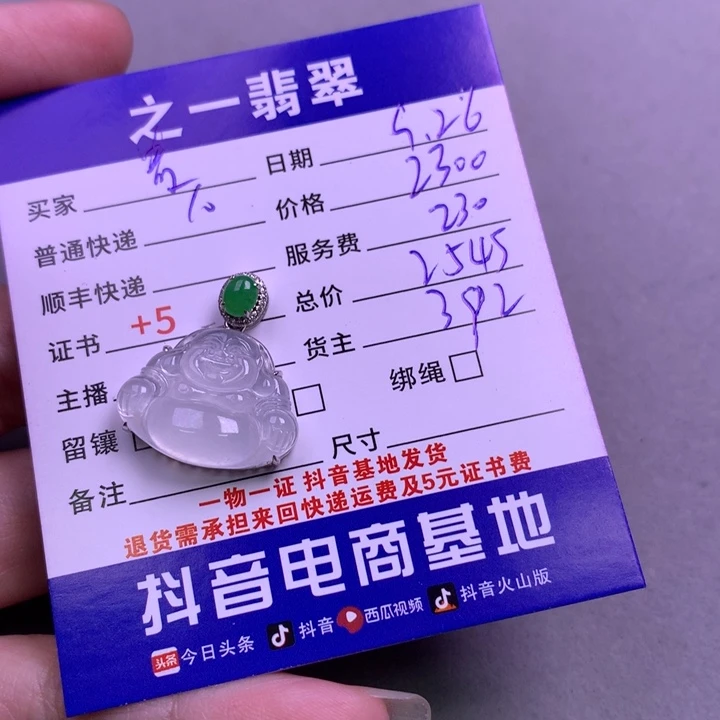 之一翡翠
买家
日期 5.26
价格 2300
普通快递
服务费 230
顺丰快递
总价 2545
证书 +5
货主 392
主播
绑绳
留镶
尺寸
备注
一物一证 抖音基地发货
退货需承担来回快递运费及5元证书费
抖音电商基地
头条 今日头条 抖音 西瓜视频 抖音火山版